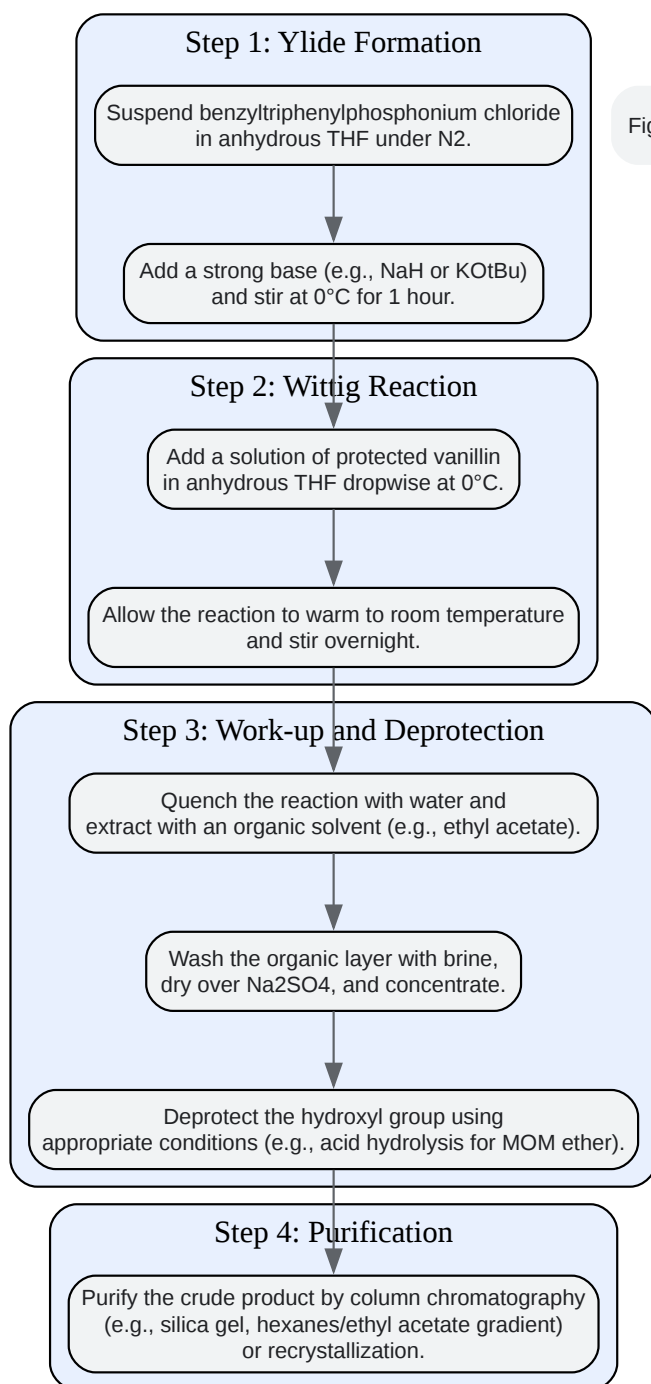 Step 1: Ylide Formation
Suspend benzyltriphenylphosphonium chloride
in anhydrous THF under N2.
Fig
Add a strong base (e.g., NaH or KOtBu)
and stir at 0°C for 1 hour.
Step 2: Wittig Reaction
Add a solution of protected vanillin
in anhydrous THF dropwise at 0°C.
Allow the reaction to warm to room temperature
and stir overnight.
Step 3: Work-up and Deprotection
Quench the reaction with water and
extract with an organic solvent (e.g., ethyl acetate).
Wash the organic layer with brine,
dry over Na2SO4, and concentrate.
Deprotect the hydroxyl group using
appropriate conditions (e.g., acid hydrolysis for MOM ether).
Step 4: Purification
Purify the crude product by column chromatography
(e.g., silica gel, hexanes/ethyl acetate gradient)
or recrystallization.